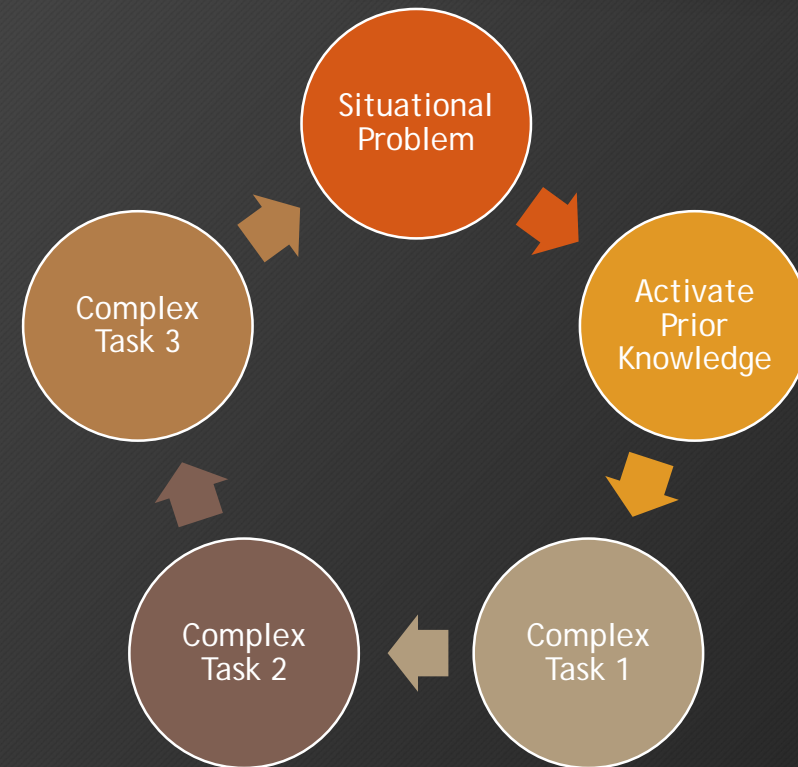 Situational
Problem
Activate
Prior
Knowledge
Complex
Task 1
Complex
Task 2
Complex
Task 3